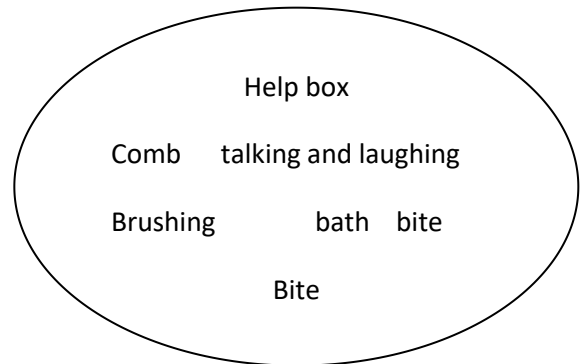 Help box
Comb talking and laughing
Brushing bath bite
Bite